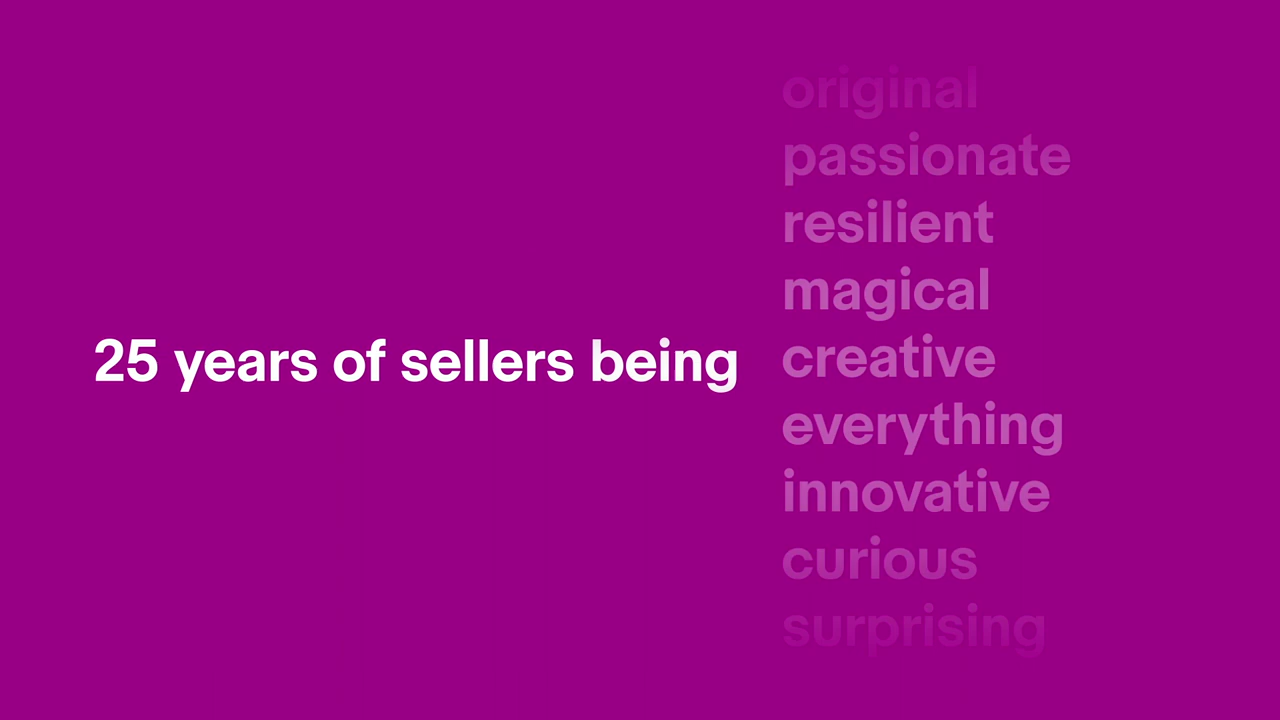 25 years of sellers being
original
passionate
resilient
magical
creative
everything
innovative
curious
surprising